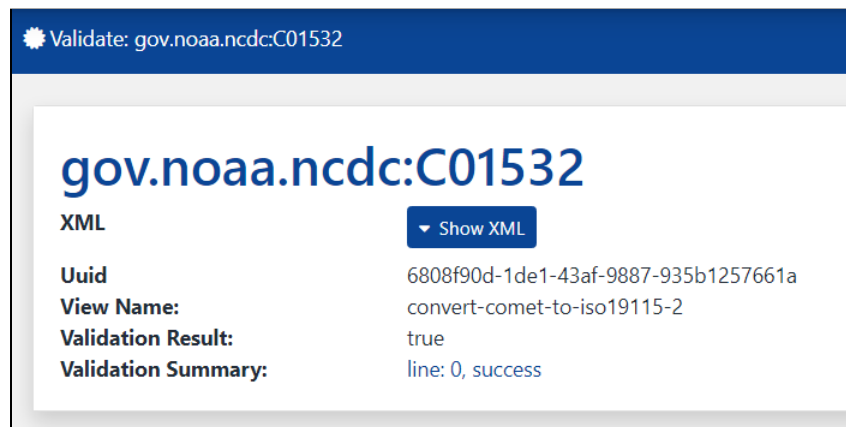 Validate: gov.noaa.ncdc:C01532
gov.noaa.ncdc:C01532
XML Show XML
Uuid 6808f90d-1de1-43af-9887-935b1257661a
View Name: convert-comet-to-iso19115-2
Validation Result: true
Validation Summary: line: 0, success